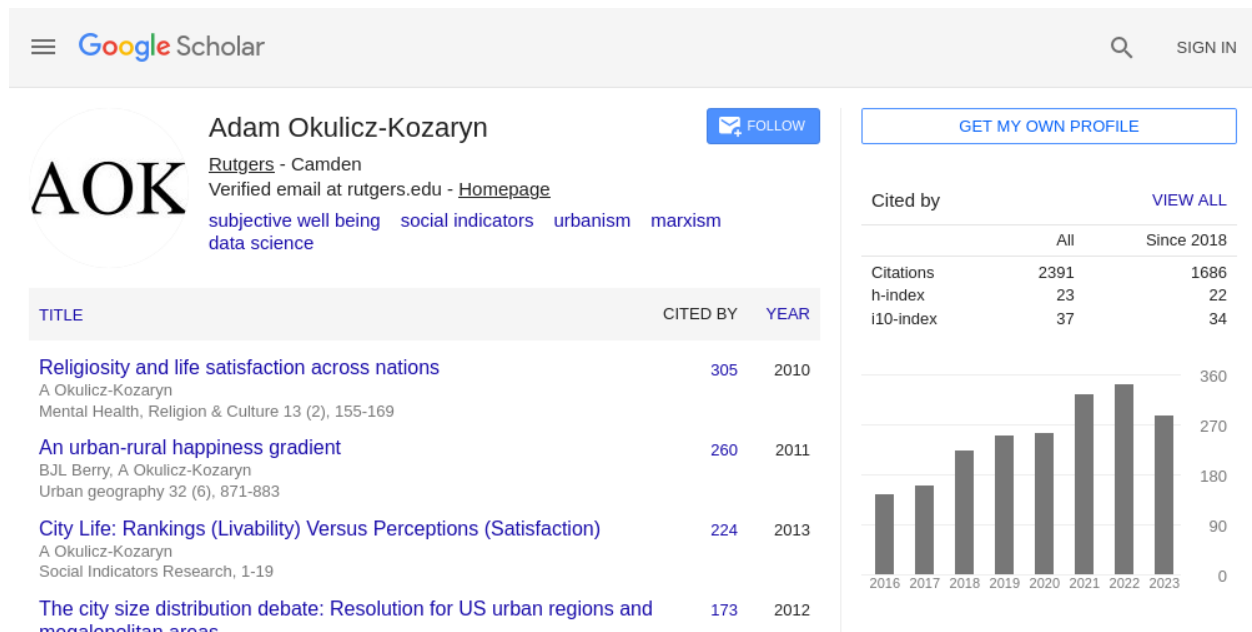 Google Scholar
SIGN IN
AOK
Adam Okulicz-Kozaryn
FOLLOW
Rutgers - Camden
Verified email at rutgers.edu - Homepage
subjective well being social indicators urbanism marxism
data science
TITLE CITED BY YEAR
Religiosity and life satisfaction across nations 305 2010
A Okulicz-Kozaryn
Mental Health, Religion & Culture 13 (2), 155-169
An urban-rural happiness gradient 260 2011
BJL Berry, A Okulicz-Kozaryn
Urban geography 32 (6), 871-883
City Life: Rankings (Livability) Versus Perceptions (Satisfaction) 224 2013
A Okulicz-Kozaryn
Social Indicators Research, 1-19
The city size distribution debate: Resolution for US urban regions and 173 2012
megalopolitan areas
GET MY OWN PROFILE
Cited by VIEW ALL
All Since 2018
Citations 2391 1686
h-index 23 22
i10-index 37 34
360
270
180
90
0
2016 2017 2018 2019 2020 2021 2022 2023